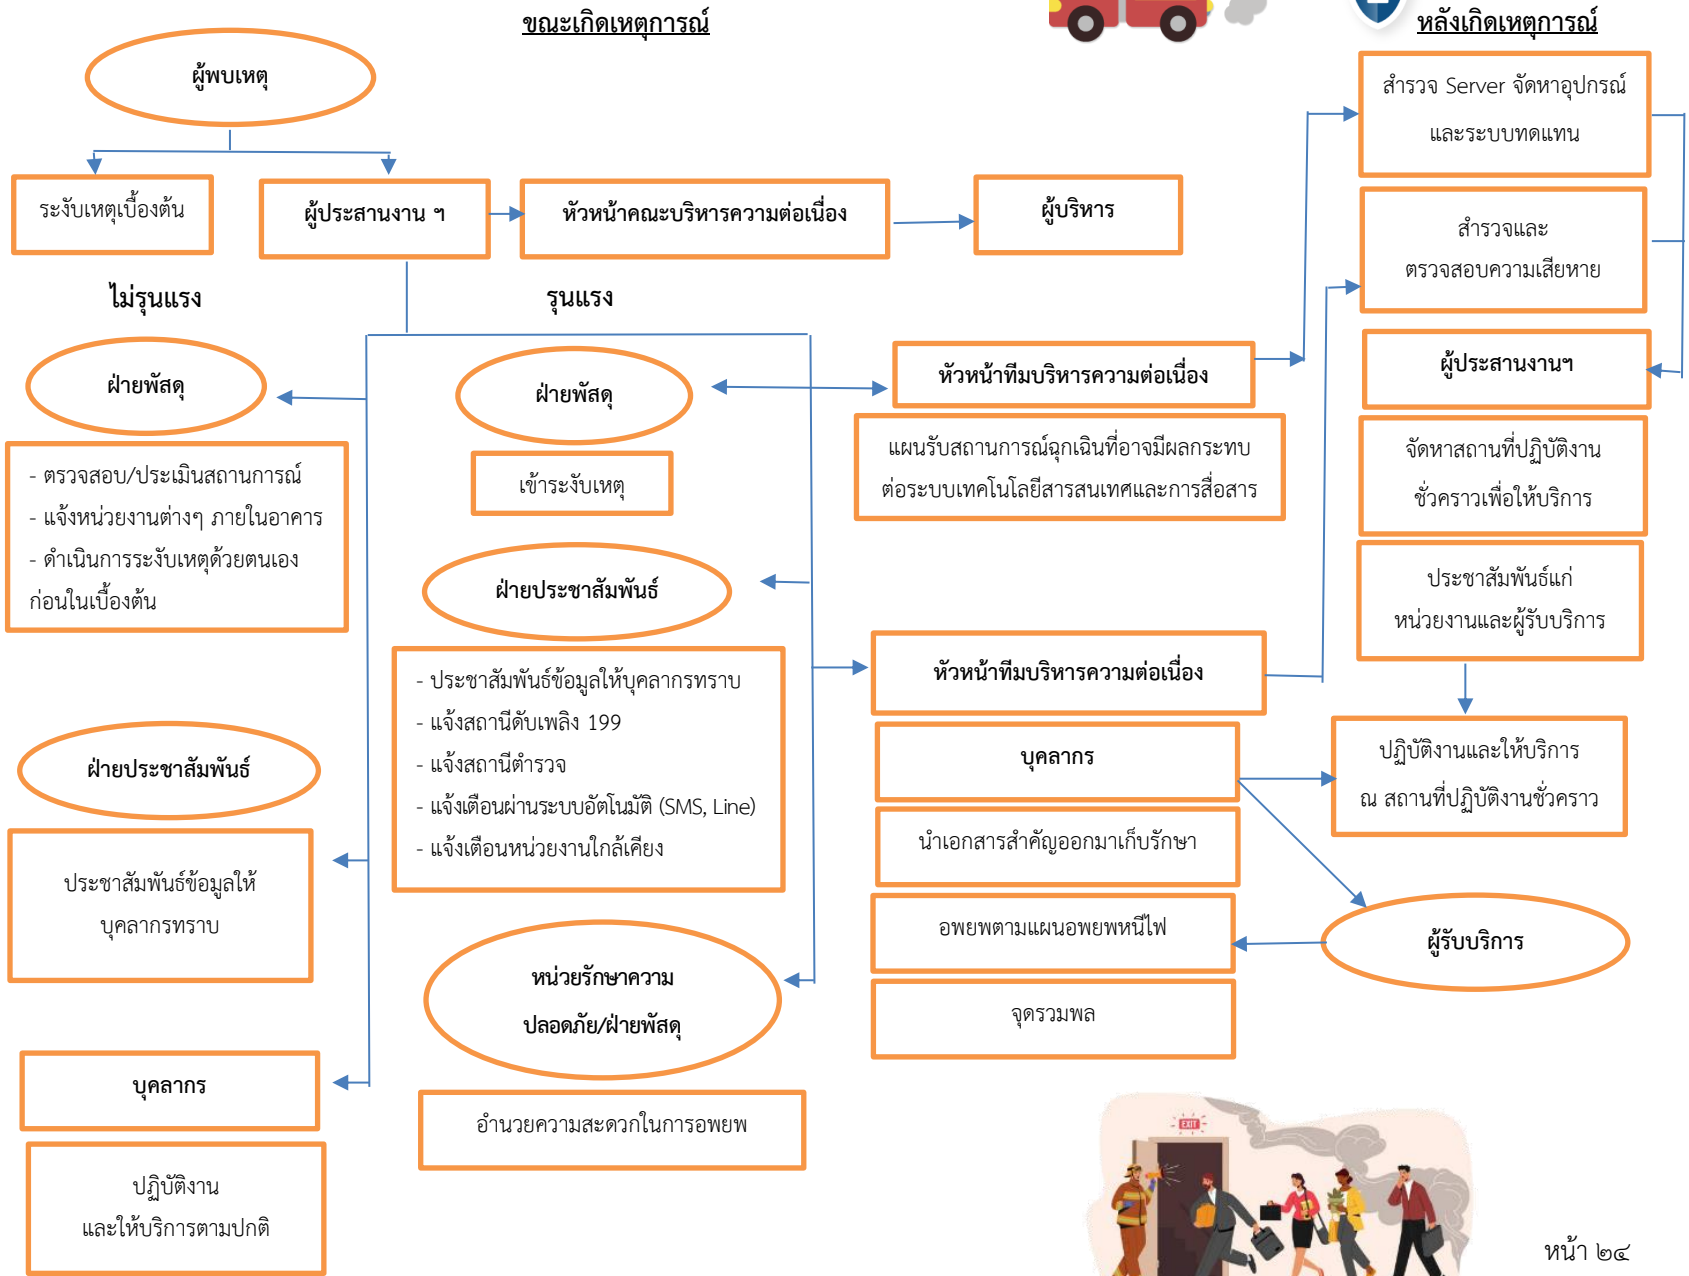 ขณะเกิดเหตุการณ์
หลังเกิดเหตุการณ์
ผู้พบเหตุ
ระงับเหตุเบื้องต้น
ผู้ประสานงาน ฯ
หัวหน้าคณะบริหารความต่อเนื่อง
ผู้บริหาร
ไม่รุนแรง
รุนแรง
ฝ่ายพัสดุ
- ตรวจสอบ/ประเมินสถานการณ์
- แจ้งหน่วยงานต่างๆ ภายในอาคาร
- ดำเนินการระงับเหตุด้วยตนเอง
ก่อนในเบื้องต้น
ฝ่ายประชาสัมพันธ์
ประชาสัมพันธ์ข้อมูลให้
บุคลากรทราบ
บุคลากร
ปฏิบัติงาน
และให้บริการตามปกติ
ฝ่ายพัสดุ
เข้าระงับเหตุ
ฝ่ายประชาสัมพันธ์
- ประชาสัมพันธ์ข้อมูลให้บุคลากรทราบ
- แจ้งสถานีดับเพลิง 199
- แจ้งสถานีตำรวจ
- แจ้งเตือนผ่านระบบอัตโนมัติ (SMS, Line)
- แจ้งเตือนหน่วยงานใกล้เคียง
หน่วยรักษาความ
ปลอดภัย/ฝ่ายพัสดุ
อำนวยความสะดวกในการอพยพ
หัวหน้าทีมบริหารความต่อเนื่อง
แผนรับสถานการณ์ฉุกเฉินที่อาจมีผลกระทบ
ต่อระบบเทคโนโลยีสารสนเทศและการสื่อสาร
หัวหน้าทีมบริหารความต่อเนื่อง
บุคลากร
นำเอกสารสำคัญออกมาเก็บรักษา
อพยพตามแผนอพยพหนีไฟ
จุดรวมพล
สำรวจ Server จัดหาอุปกรณ์
และระบบทดแทน
สำรวจและ
ตรวจสอบความเสียหาย
ผู้ประสานงานฯ
จัดหาสถานที่ปฏิบัติงาน
ชั่วคราวเพื่อให้บริการ
ประชาสัมพันธ์แก่
หน่วยงานและผู้รับบริการ
ปฏิบัติงานและให้บริการ
ณ สถานที่ปฏิบัติงานชั่วคราว
ผู้รับบริการ
EXIT
หน้า ๒๔